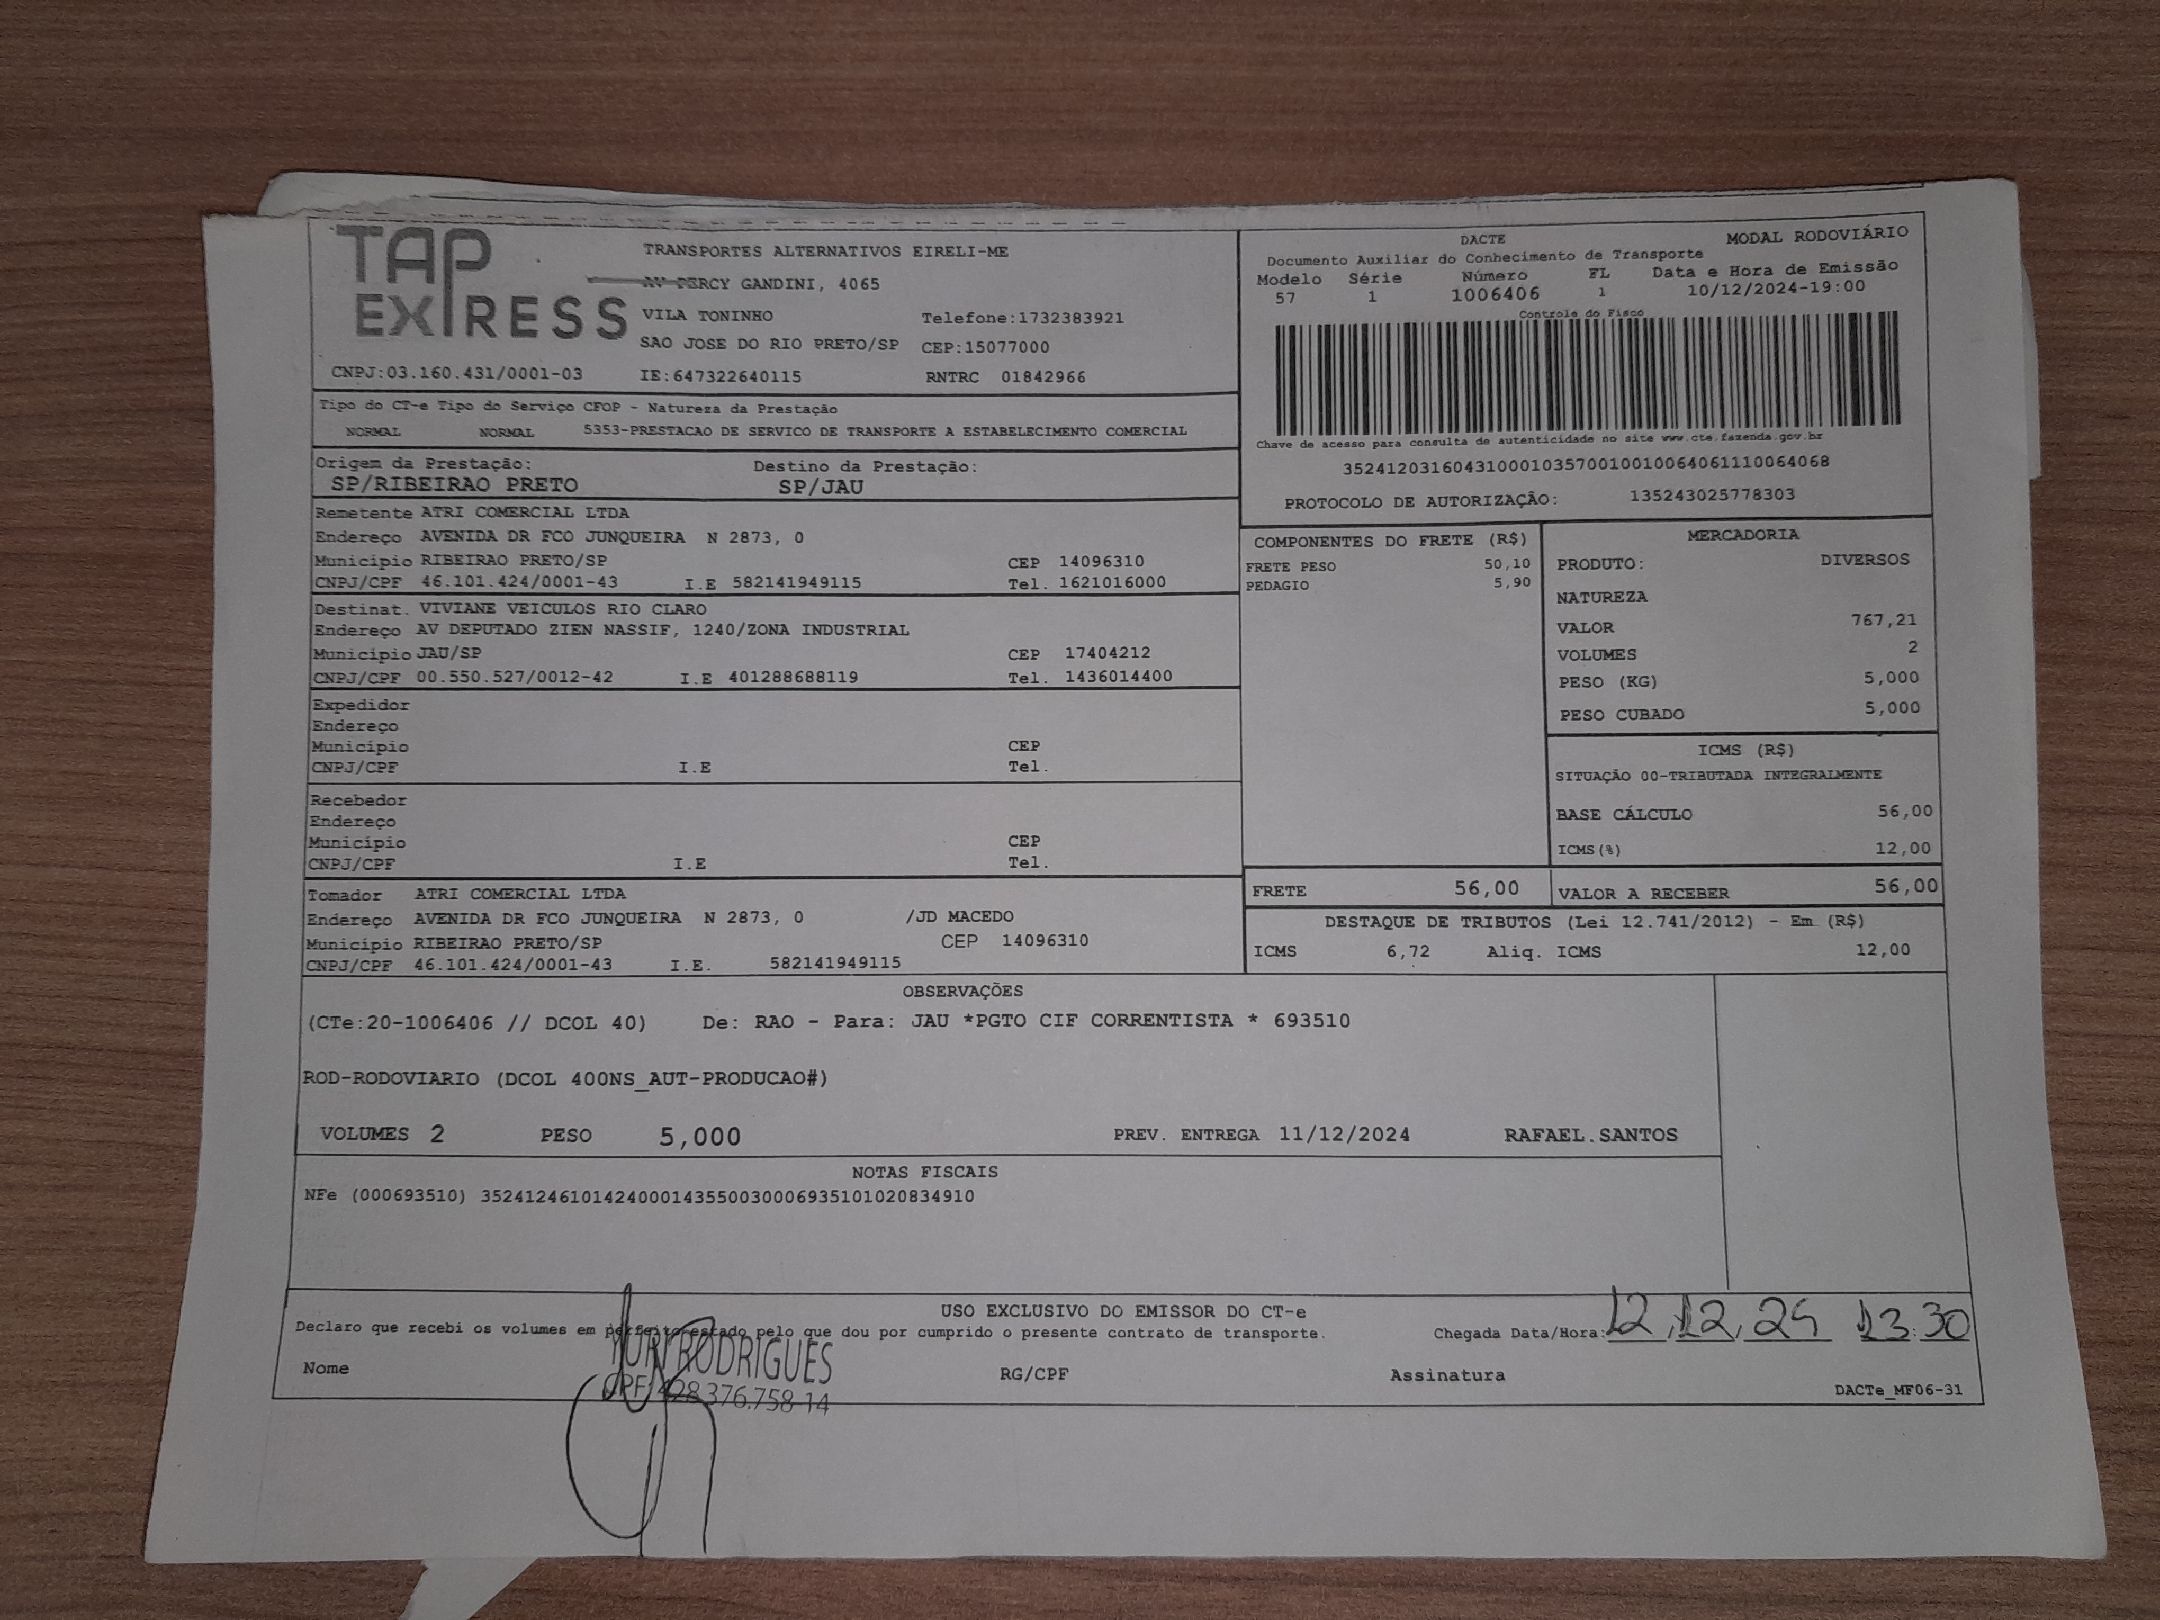 TAP EXPRESS
TRANSPORTES ALTERNATIVOS EIRELI-ME
AV PERCY GANDINI, 4065
VILA TONINHO Telefone:1732383921
SAO JOSE DO RIO PRETO/SP CEP:15077000
CNPJ:03.160.431/0001-03 IE:647322640115 RNTRC 01842966
DACTE MODAL RODOVIÁRIO
Documento Auxiliar do Conhecimento de Transporte
Modelo Série Número FL Data e Hora de Emissão
57 1 1006406 1 10/12/2024-19:00
Controle do Fisco
Chave de acesso para consulta de autenticidade no site www.cte.fazenda.gov.br
35241203160431000103570010010064061110064068
PROTOCOLO DE AUTORIZAÇÃO: 135243025778303
Tipo do CT-e Tipo do Serviço CFOP - Natureza da Prestação
NORMAL NORMAL 5353-PRESTACAO DE SERVICO DE TRANSPORTE A ESTABELECIMENTO COMERCIAL
Origem da Prestação: Destino da Prestação:
SP/RIBEIRAO PRETO SP/JAU
Remetente ATRI COMERCIAL LTDA
Endereço AVENIDA DR FCO JUNQUEIRA N 2873, 0
Município RIBEIRAO PRETO/SP CEP 14096310
CNPJ/CPF 46.101.424/0001-43 I.E 582141949115 Tel. 1621016000
Destinat. VIVIANE VEICULOS RIO CLARO
Endereço AV DEPUTADO ZIEN NASSIF, 1240/ZONA INDUSTRIAL
Município JAU/SP CEP 17404212
CNPJ/CPF 00.550.527/0012-42 I.E 401288688119 Tel. 1436014400
Expedidor
Endereço
Município CEP
CNPJ/CPF I.E Tel.
Recebedor
Endereço
Município CEP
CNPJ/CPF I.E Tel.
Tomador ATRI COMERCIAL LTDA
Endereço AVENIDA DR FCO JUNQUEIRA N 2873, 0 /JD MACEDO
Município RIBEIRAO PRETO/SP CEP 14096310
CNPJ/CPF 46.101.424/0001-43 I.E. 582141949115
COMPONENTES DO FRETE (R$)
FRETE PESO 50,10
PEDAGIO 5,90
MERCADORIA
PRODUTO: DIVERSOS
NATUREZA
VALOR 767,21
VOLUMES 2
PESO (KG) 5,000
PESO CUBADO 5,000
ICMS (R$)
SITUAÇÃO 00-TRIBUTADA INTEGRALMENTE
BASE CÁLCULO 56,00
ICMS(%) 12,00
FRETE 56,00 VALOR A RECEBER 56,00
DESTAQUE DE TRIBUTOS (Lei 12.741/2012) - Em (R$)
ICMS 6,72 Aliq. ICMS 12,00
OBSERVAÇÕES
(CTe:20-1006406 // DCOL 40) De: RAO - Para: JAU *PGTO CIF CORRENTISTA * 693510
ROD-RODOVIARIO (DCOL 400NS_AUT-PRODUCAO#)
VOLUMES 2 PESO 5,000 PREV. ENTREGA 11/12/2024 RAFAEL.SANTOS
NOTAS FISCAIS
NFe (000693510) 35241246101424000143550030006935101020834910
USO EXCLUSIVO DO EMISSOR DO CT-e
Declaro que recebi os volumes em perfeito estado pelo que dou por cumprido o presente contrato de transporte. Chegada Data/Hora: 12,12,24 13:30
YURI RODRIGUES
CPF: 428.376.758-14
Nome RG/CPF Assinatura
DACTe_MF06-31